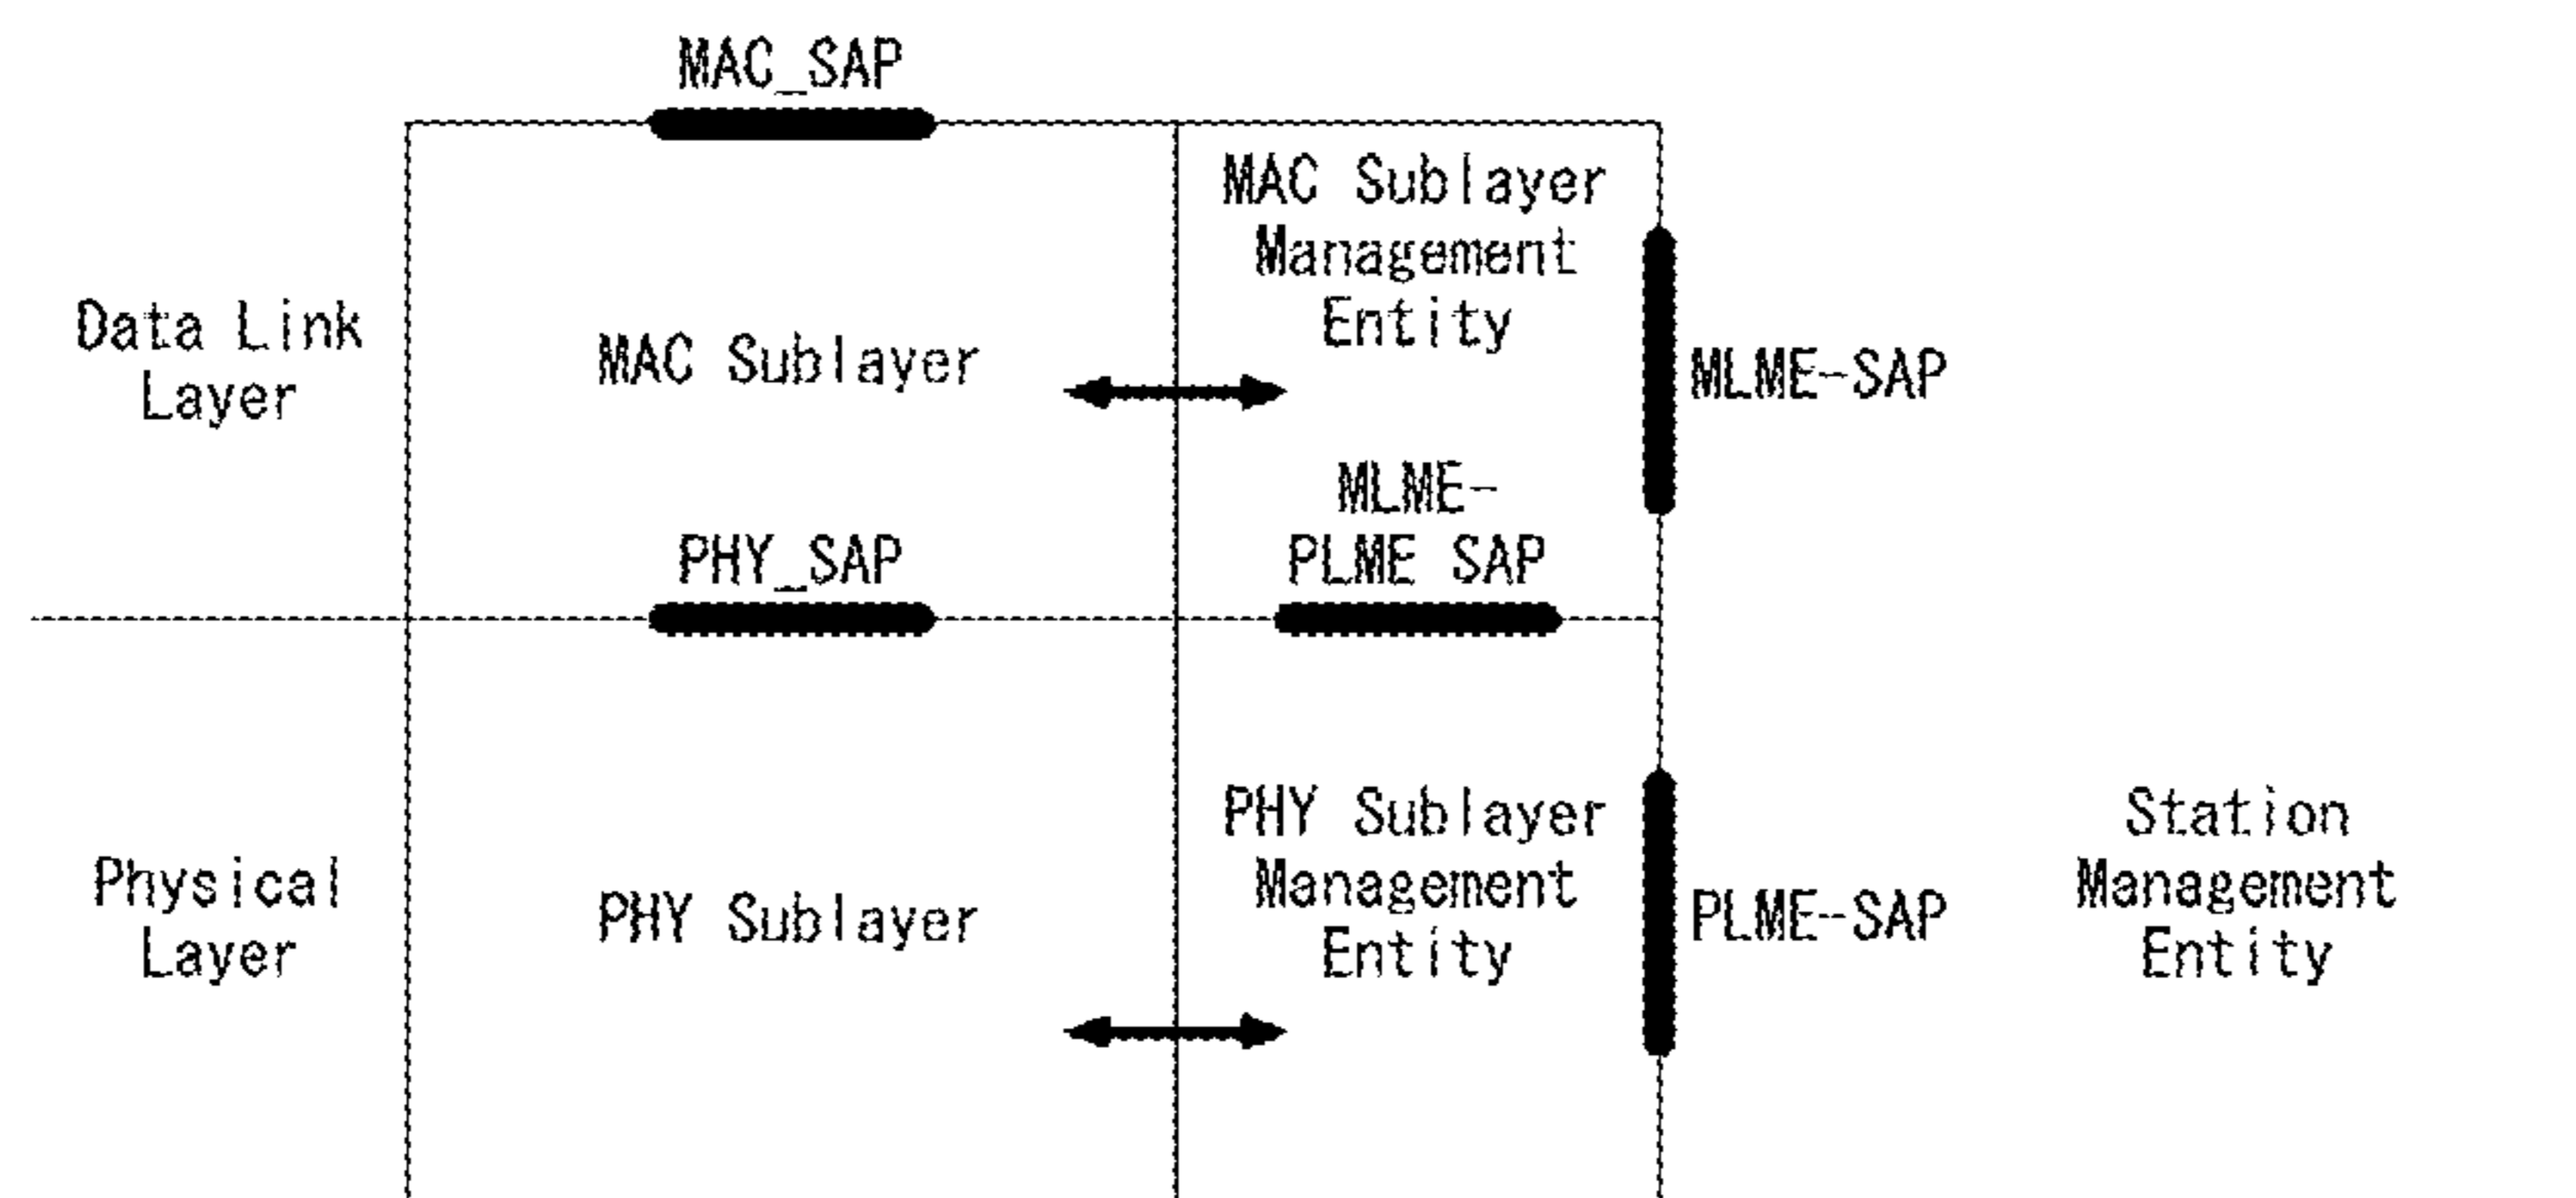 MAC_SAP
MAC Sublayer
Management
Entity
Data Link
Layer
MAC Sublayer
MLME-SAP
MLME-
PLME SAP
PHY_SAP
Physical
Layer
PHY Sublayer
PHY Sublayer
Management
Entity
PLME-SAP
Station
Management
Entity